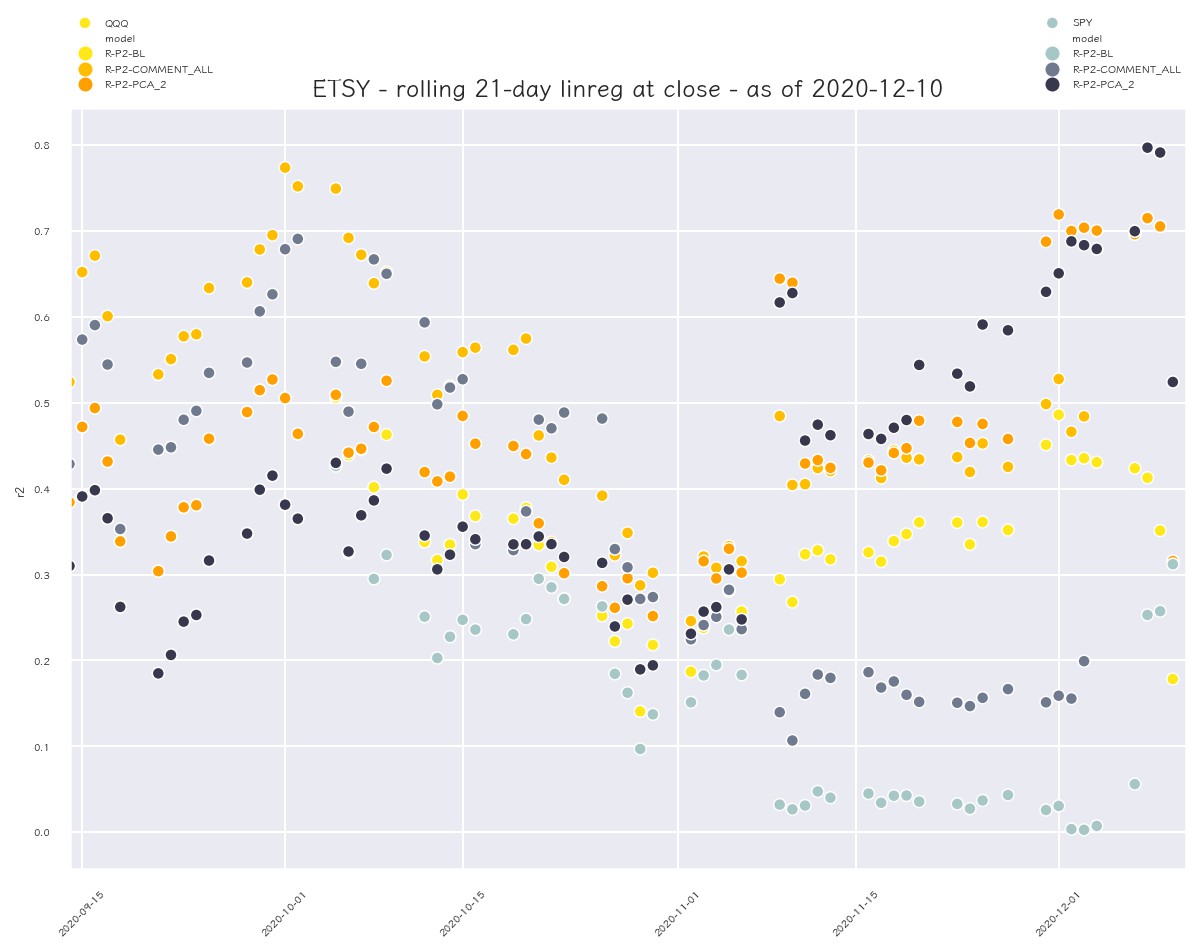 QQQ
model
R-P2-BL
R-P2-COMMENT_ALL
R-P2-PCA_2
SPY
model
R-P2-BL
R-P2-COMMENT_ALL
R-P2-PCA_2
ETSY - rolling 21-day linreg at close - as of 2020-12-10
0.8
0.7
0.6
0.5
0.4
0.3
0.2
0.1
0.0
r2
2020-09-15
2020-10-01
2020-10-15
2020-11-01
2020-11-15
2020-12-01